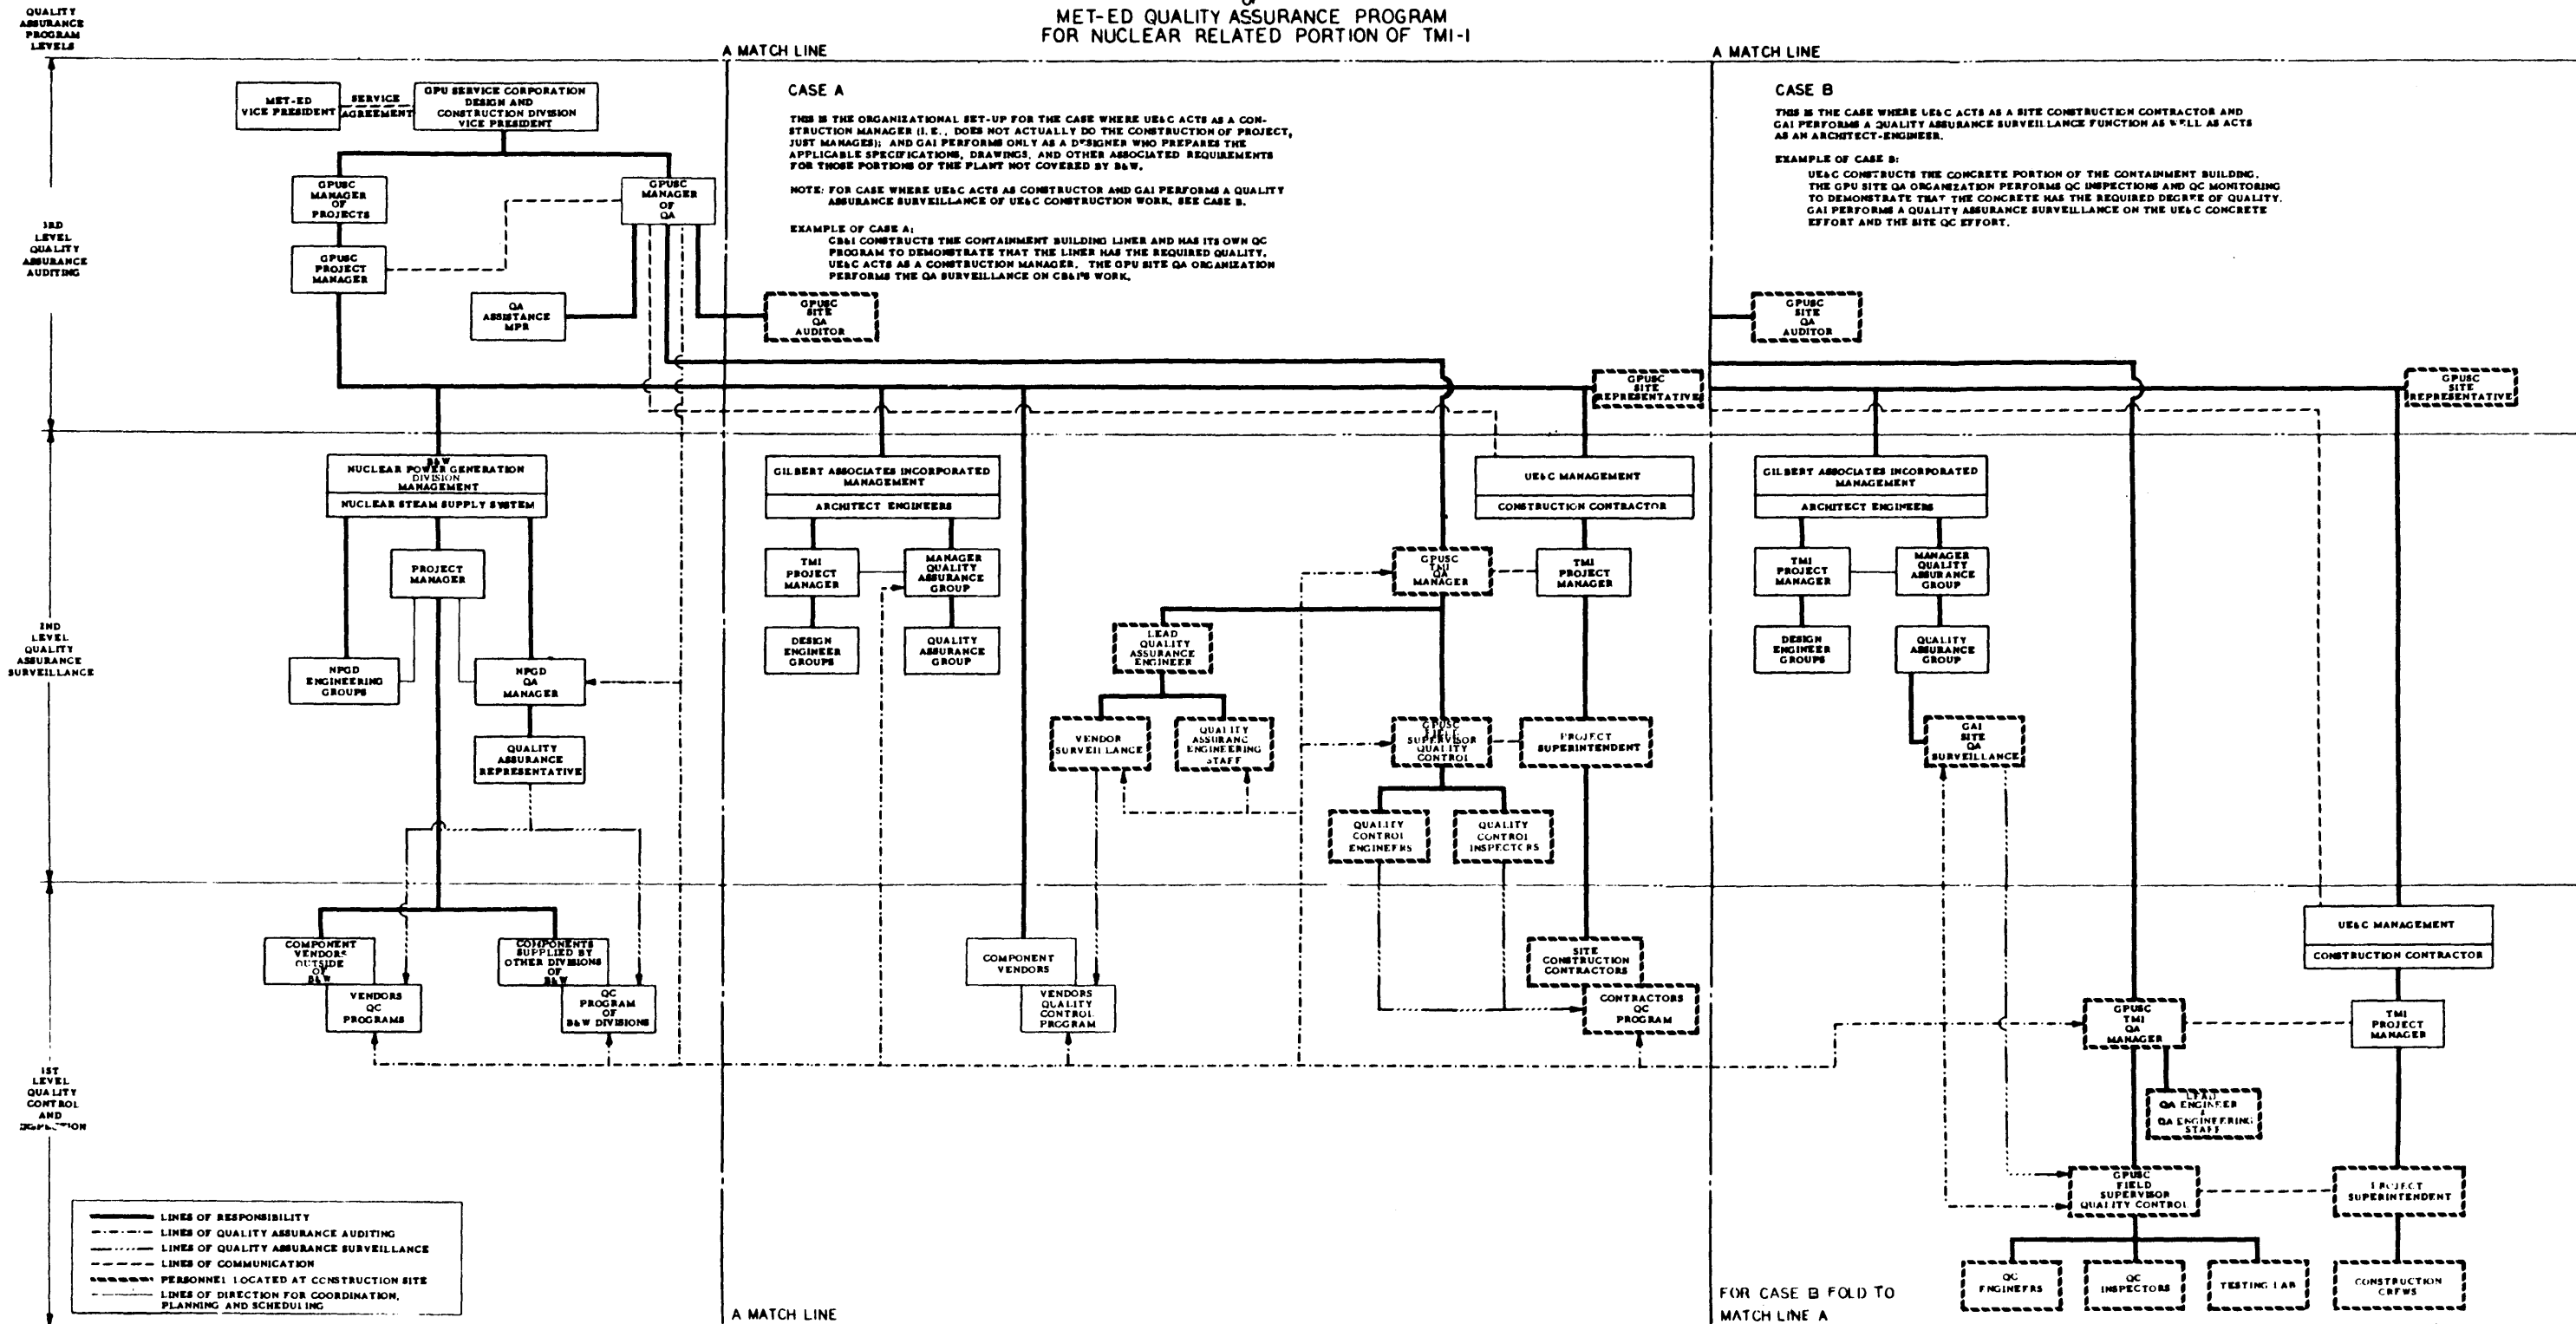 OF
MET-ED QUALITY ASSURANCE PROGRAM
FOR NUCLEAR RELATED PORTION OF TMI-1
QUALITY
ASSURANCE
PROGRAM
LEVELS
A MATCH LINE
A MATCH LINE
3RD
LEVEL
QUALITY
ASSURANCE
AUDITING
2ND
LEVEL
QUALITY
ASSURANCE
SURVEILLANCE
1ST
LEVEL
QUALITY
CONTROL
AND
INSPECTION
MET-ED
VICE PRESIDENT
SERVICE
AGREEMENT
GPU SERVICE CORPORATION
DESIGN AND
CONSTRUCTION DIVISION
VICE PRESIDENT
GPUSC
MANAGER
OF
PROJECTS
GPUSC
MANAGER
OF
QA
GPUSC
PROJECT
MANAGER
QA
ASSISTANCE
MPR
B&W
NUCLEAR POWER GENERATION
DIVISION
MANAGEMENT
NUCLEAR STEAM SUPPLY SYSTEM
PROJECT
MANAGER
NPGD
ENGINEERING
GROUPS
NPGD
QA
MANAGER
QUALITY
ASSURANCE
REPRESENTATIVE
COMPONENT
VENDORS
OUTSIDE
OF
B&W
VENDORS
QC
PROGRAMS
COMPONENTS
SUPPLIED BY
OTHER DIVISIONS
OF
B&W
QC
PROGRAM
OF
B&W DIVISIONS
LINES OF RESPONSIBILITY
LINES OF QUALITY ASSURANCE AUDITING
LINES OF QUALITY ASSURANCE SURVEILLANCE
LINES OF COMMUNICATION
PERSONNEL LOCATED AT CONSTRUCTION SITE
LINES OF DIRECTION FOR COORDINATION,
PLANNING AND SCHEDULING
CASE A
THIS IS THE ORGANIZATIONAL SET-UP FOR THE CASE WHERE UE&C ACTS AS A CON-
STRUCTION MANAGER (I.E., DOES NOT ACTUALLY DO THE CONSTRUCTION OF PROJECT,
JUST MANAGES); AND GAI PERFORMS ONLY AS A DESIGNER WHO PREPARES THE
APPLICABLE SPECIFICATIONS, DRAWINGS, AND OTHER ASSOCIATED REQUIREMENTS
FOR THOSE PORTIONS OF THE PLANT NOT COVERED BY B&W.
NOTE: FOR CASE WHERE UE&C ACTS AS CONSTRUCTOR AND GAI PERFORMS A QUALITY
ASSURANCE SURVEILLANCE OF UE&C CONSTRUCTION WORK, SEE CASE B.
EXAMPLE OF CASE A:
CB&I CONSTRUCTS THE CONTAINMENT BUILDING LINER AND HAS ITS OWN QC
PROGRAM TO DEMONSTRATE THAT THE LINER HAS THE REQUIRED QUALITY.
UE&C ACTS AS A CONSTRUCTION MANAGER. THE GPU SITE QA ORGANIZATION
PERFORMS THE QA SURVEILLANCE ON CB&I'S WORK.
GPUSC
SITE
QA
AUDITOR
GPUSC
SITE
REPRESENTATIVE
GILBERT ASSOCIATES INCORPORATED
MANAGEMENT
ARCHITECT ENGINEERS
TMI
PROJECT
MANAGER
MANAGER
QUALITY
ASSURANCE
GROUP
DESIGN
ENGINEER
GROUPS
QUALITY
ASSURANCE
GROUP
UE&C MANAGEMENT
CONSTRUCTION CONTRACTOR
GPUSC
TMI
QA
MANAGER
TMI
PROJECT
MANAGER
LEAD
QUALITY
ASSURANCE
ENGINEER
VENDOR
SURVEILLANCE
QUALITY
ASSURANC
ENGINEERING
STAFF
GPUSC
FIELD
SUPERVISOR
QUALITY
CONTROL
PROJECT
SUPERINTENDENT
QUALITY
CONTROL
ENGINEERS
QUALITY
CONTROL
INSPECTORS
COMPONENT
VENDORS
VENDORS
QUALITY
CONTROL
PROGRAM
SITE
CONSTRUCTION
CONTRACTORS
CONTRACTORS
QC
PROGRAM
A MATCH LINE
CASE B
THIS IS THE CASE WHERE UE&C ACTS AS A SITE CONSTRUCTION CONTRACTOR AND
GAI PERFORMS A QUALITY ASSURANCE SURVEILLANCE FUNCTION AS WELL AS ACTS
AS AN ARCHITECT-ENGINEER.
EXAMPLE OF CASE B:
UE&C CONSTRUCTS THE CONCRETE PORTION OF THE CONTAINMENT BUILDING.
THE GPU SITE QA ORGANIZATION PERFORMS QC INSPECTIONS AND QC MONITORING
TO DEMONSTRATE THAT THE CONCRETE HAS THE REQUIRED DEGREE OF QUALITY.
GAI PERFORMS A QUALITY ASSURANCE SURVEILLANCE ON THE UE&C CONCRETE
EFFORT AND THE SITE QC EFFORT.
GPUSC
SITE
QA
AUDITOR
GPUSC
SITE
REPRESENTATIVE
GILBERT ASSOCIATES INCORPORATED
MANAGEMENT
ARCHITECT ENGINEERS
TMI
PROJECT
MANAGER
MANAGER
QUALITY
ASSURANCE
GROUP
DESIGN
ENGINEER
GROUPS
QUALITY
ASSURANCE
GROUP
GAI
SITE
QA
SURVEILLANCE
UE&C MANAGEMENT
CONSTRUCTION CONTRACTOR
GPUSC
TMI
QA
MANAGER
TMI
PROJECT
MANAGER
LEAD
QA ENGINEER
&
QA ENGINEERING
STAFF
GPUSC
FIELD
SUPERVISOR
QUALITY CONTROL
PROJECT
SUPERINTENDENT
QC
ENGINEERS
QC
INSPECTORS
TESTING LAB
CONSTRUCTION
CREWS
FOR CASE B FOLD TO
MATCH LINE A